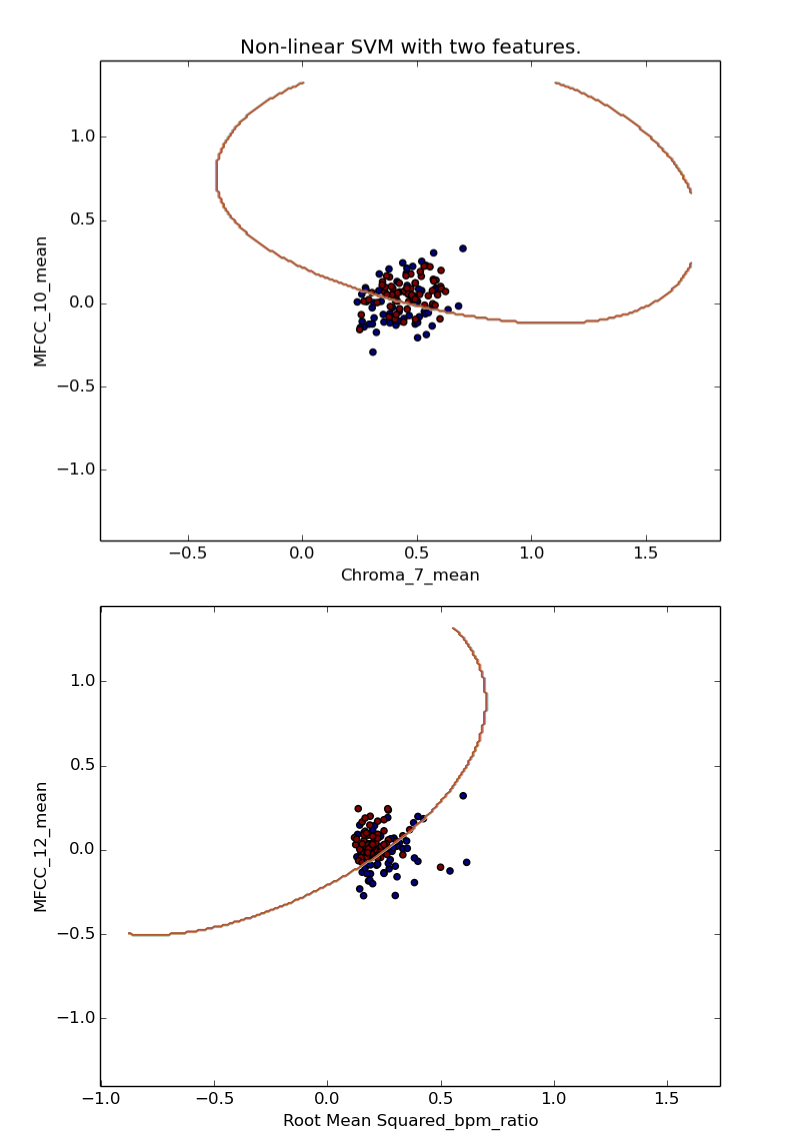 Non-linear SVM with two features.
1.0
0.5
0.0
−0.5
−1.0
MFCC_10_mean
−0.5 0.0 0.5 1.0 1.5
Chroma_7_mean
1.0
0.5
0.0
−0.5
−1.0
MFCC_12_mean
−1.0 −0.5 0.0 0.5 1.0 1.5
Root Mean Squared_bpm_ratio